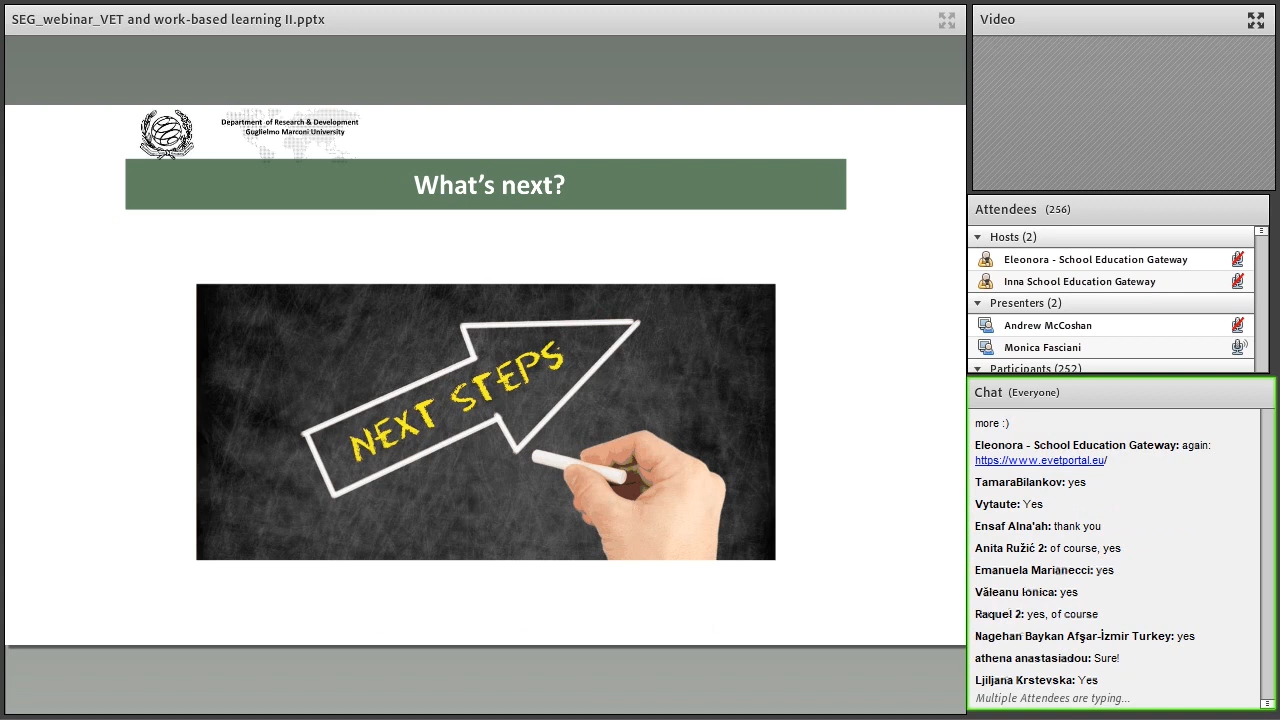 SEG_webinar_VET and work-based learning II.pptx
Department of Research & Development
Guglielmo Marconi University
What's next?
NEXT STEPS
Video
Attendees (256)
Hosts (2)
Eleonora - School Education Gateway
Inna School Education Gateway
Presenters (2)
Andrew McCoshan
Monica Fasciani
Participants (252)
Chat (Everyone)
more :)
Eleonora - School Education Gateway: again:
https://www.evetportal.eu/
TamaraBilankov: yes
Vytaute: Yes
Ensaf Alna'ah: thank you
Anita Ružić 2: of course, yes
Emanuela Marianecci: yes
Văleanu Ionica: yes
Raquel 2: yes, of course
Nagehan Baykan Afşar-İzmir Turkey: yes
athena anastasiadou: Sure!
Ljiljana Krstevska: Yes
Multiple Attendees are typing...